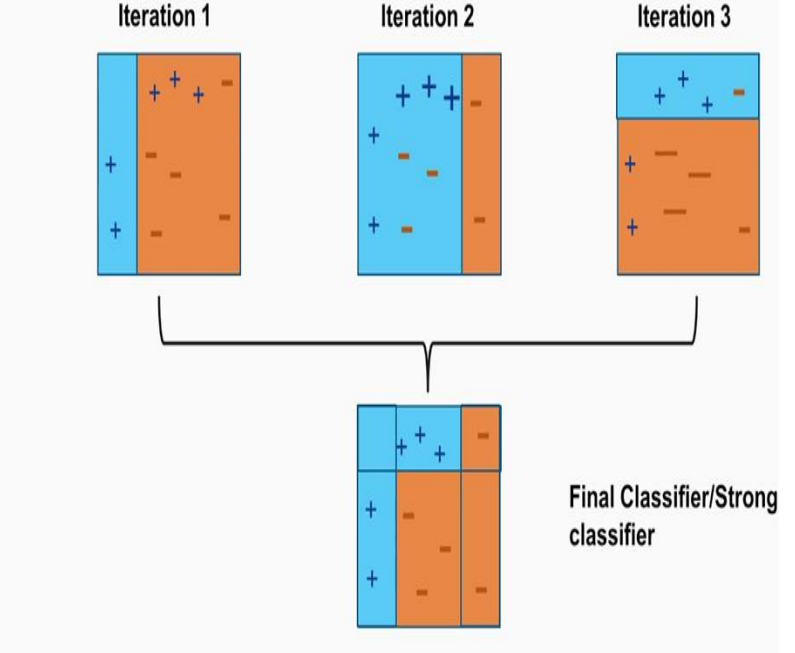 Iteration 1
Iteration 2
Iteration 3
Final Classifier/Strong
classifier